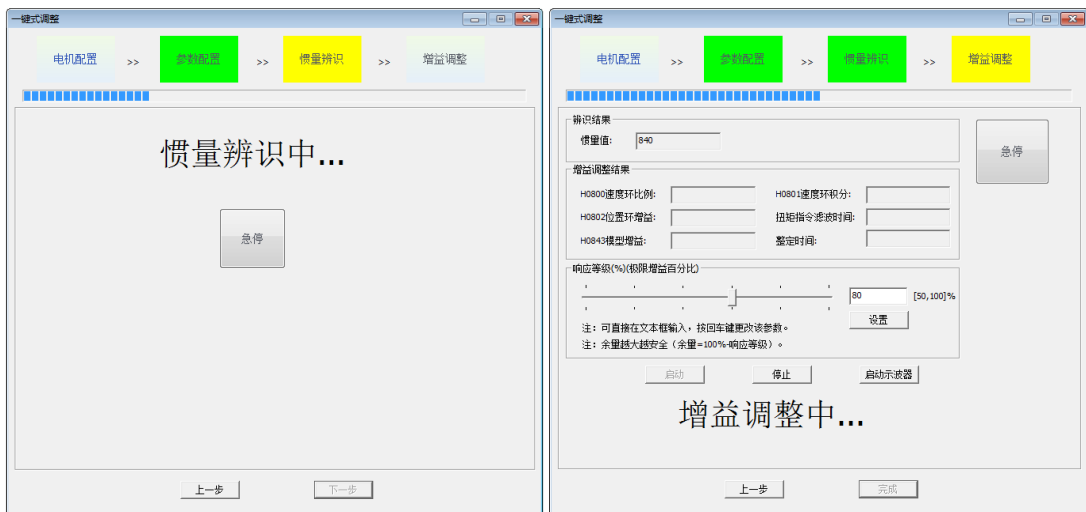 一键式调整
电机配置 >> 参数配置 >> 惯量辨识 >> 增益调整
惯量辨识中...
急停
上一步 下一步
一键式调整
电机配置 >> 参数配置 >> 惯量辨识 >> 增益调整
辨识结果
惯量值: 840
急停
增益调整结果
H0800速度环比例: H0801速度环积分:
H0802位置环增益: 扭矩指令滤波时间:
H0843模型增益: 整定时间:
响应等级(%)(极限增益百分比)
80 [50,100]%
设置
注：可直接在文本框输入，按回车键更改该参数。
注：余量越大越安全（余量=100%-响应等级）。
启动 停止 启动示波器
增益调整中...
上一步 完成